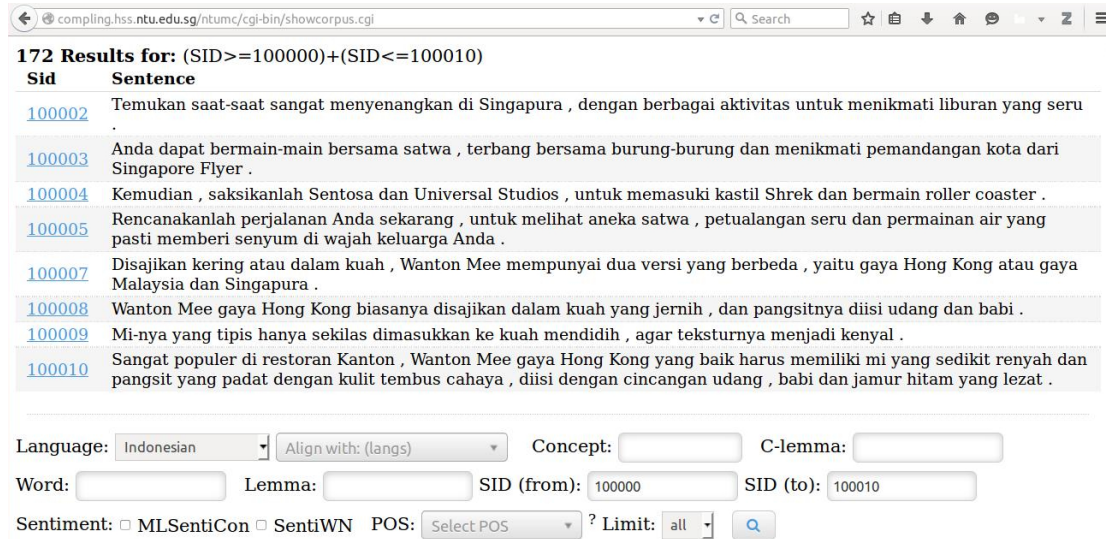 compling.hss.ntu.edu.sg/ntumc/cgi-bin/showcorpus.cgi
Search
172 Results for: (SID>=100000)+(SID<=100010)
Sid Sentence
100002 Temukan saat-saat sangat menyenangkan di Singapura , dengan berbagai aktivitas untuk menikmati liburan yang seru
.
100003 Anda dapat bermain-main bersama satwa , terbang bersama burung-burung dan menikmati pemandangan kota dari
Singapore Flyer .
100004 Kemudian , saksikanlah Sentosa dan Universal Studios , untuk memasuki kastil Shrek dan bermain roller coaster .
100005 Rencanakanlah perjalanan Anda sekarang , untuk melihat aneka satwa , petualangan seru dan permainan air yang
pasti memberi senyum di wajah keluarga Anda .
100007 Disajikan kering atau dalam kuah , Wanton Mee mempunyai dua versi yang berbeda , yaitu gaya Hong Kong atau gaya
Malaysia dan Singapura .
100008 Wanton Mee gaya Hong Kong biasanya disajikan dalam kuah yang jernih , dan pangsitnya diisi udang dan babi .
100009 Mi-nya yang tipis hanya sekilas dimasukkan ke kuah mendidih , agar teksturnya menjadi kenyal .
100010 Sangat populer di restoran Kanton , Wanton Mee gaya Hong Kong yang baik harus memiliki mi yang sedikit renyah dan
pangsit yang padat dengan kulit tembus cahaya , diisi dengan cincangan udang , babi dan jamur hitam yang lezat .
Language: Indonesian Align with: (langs) Concept: C-lemma:
Word: Lemma: SID (from): 100000 SID (to): 100010
Sentiment: MLSentiCon SentiWN POS: Select POS ? Limit: all